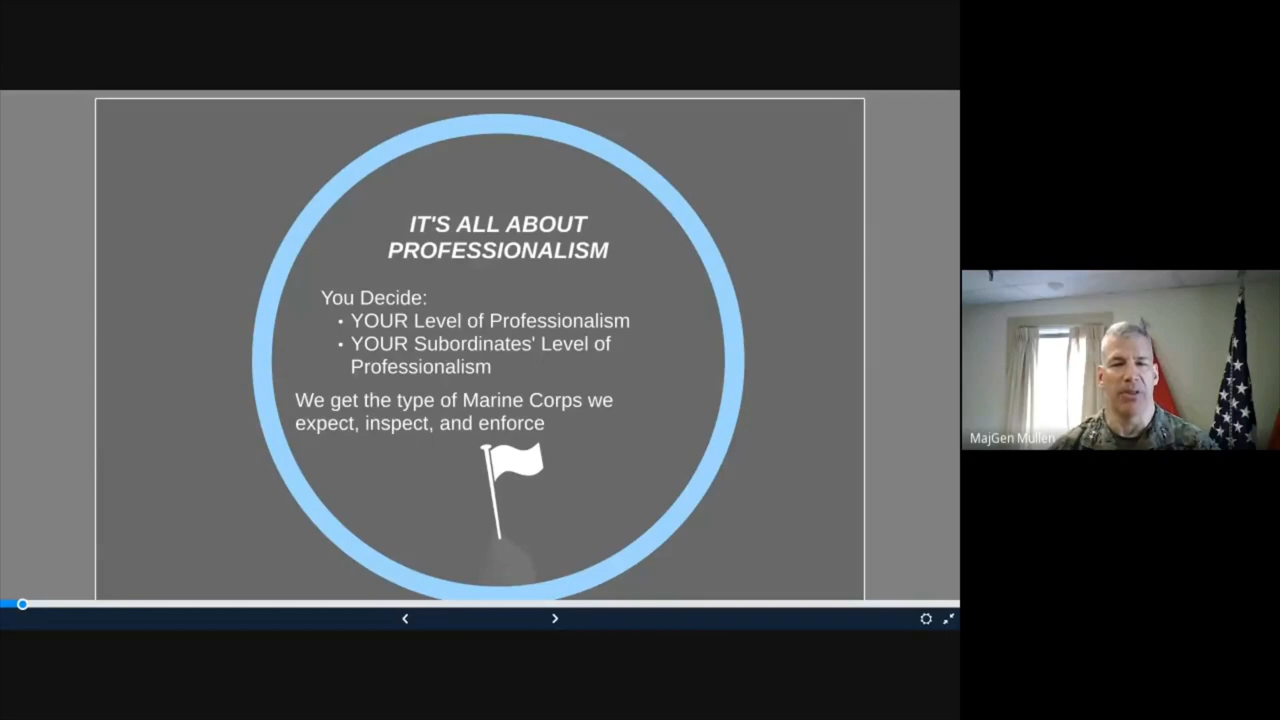 IT'S ALL ABOUT
PROFESSIONALISM
You Decide:
• YOUR Level of Professionalism
• YOUR Subordinates' Level of
Professionalism
We get the type of Marine Corps we
expect, inspect, and enforce
MajGen Mullen